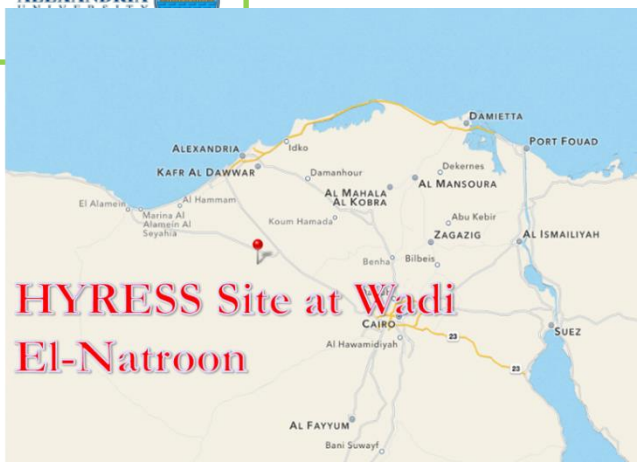 ALEXANDRIA
UNIVERSITY
DAMIETTA
PORT FOUAD
ALEXANDRIA
Idko
KAFR AL DAWWAR
Damanhour
Dekernes
AL MANSOURA
El Alamein
Al Hammam
AL MAHALA
AL KOBRA
Marina Al
Alamein Al
Seyahia
Koum Hamada
Abu Kebir
ZAGAZIG
AL ISMAILIYAH
Benha
Bilbeis
HYRESS Site at Wadi
El-Natroon
CAIRO
SUEZ
23
Al Hawamidiyah
23
AL FAYYUM
Bani Suwayf